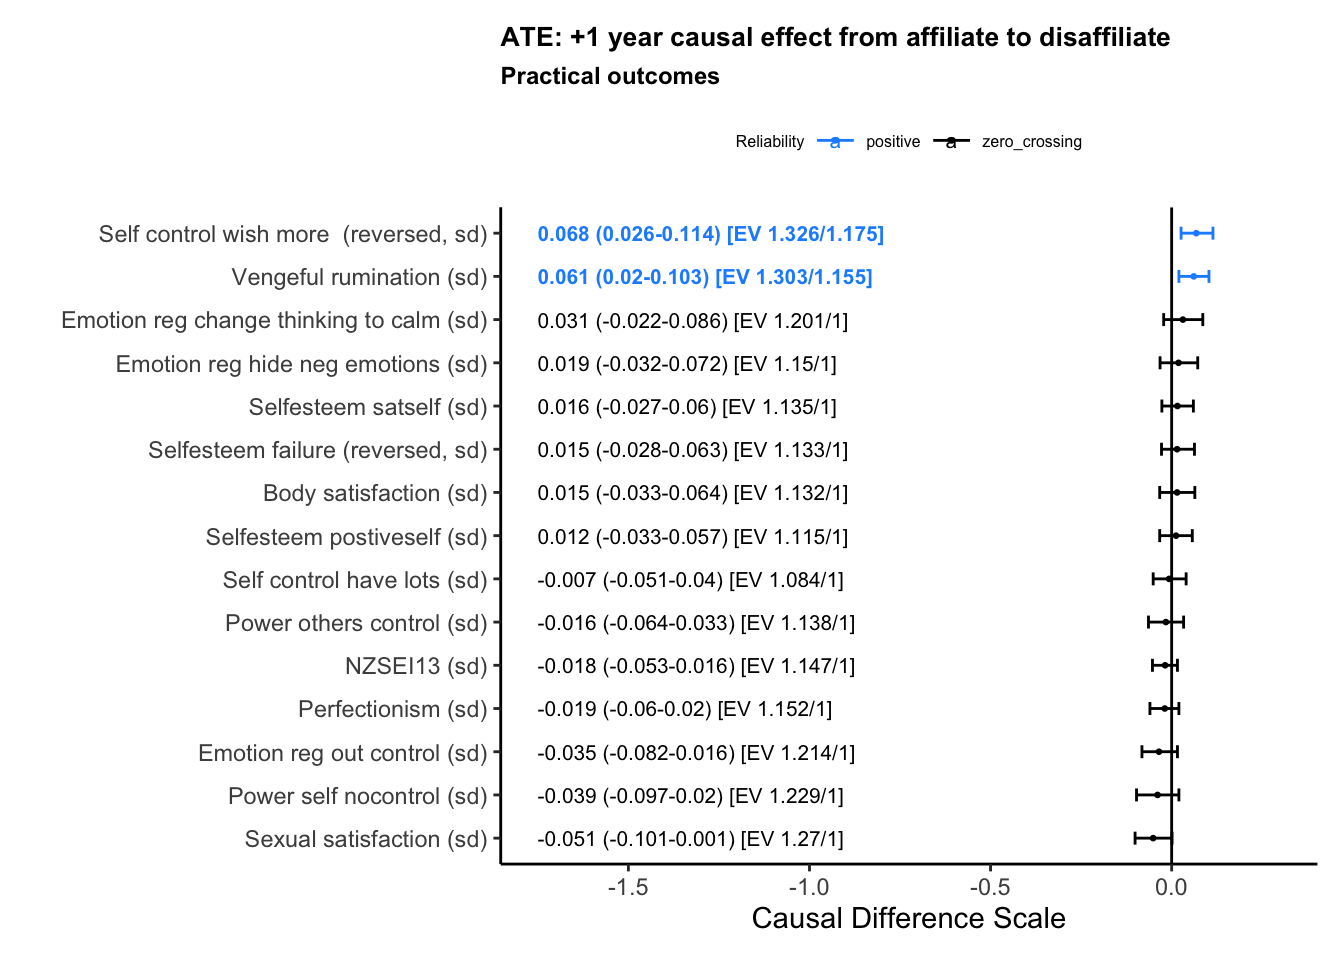 ATE: +1 year causal effect from affiliate to disaffiliate
Practical outcomes
Reliability a positive a zero_crossing
Self control wish more  (reversed, sd) 0.068 (0.026-0.114) [EV 1.326/1.175]
Vengeful rumination (sd) 0.061 (0.02-0.103) [EV 1.303/1.155]
Emotion reg change thinking to calm (sd) 0.031 (-0.022-0.086) [EV 1.201/1]
Emotion reg hide neg emotions (sd) 0.019 (-0.032-0.072) [EV 1.15/1]
Selfesteem satself (sd) 0.016 (-0.027-0.06) [EV 1.135/1]
Selfesteem failure (reversed, sd) 0.015 (-0.028-0.063) [EV 1.133/1]
Body satisfaction (sd) 0.015 (-0.033-0.064) [EV 1.132/1]
Selfesteem postiveself (sd) 0.012 (-0.033-0.057) [EV 1.115/1]
Self control have lots (sd) -0.007 (-0.051-0.04) [EV 1.084/1]
Power others control (sd) -0.016 (-0.064-0.033) [EV 1.138/1]
NZSEI13 (sd) -0.018 (-0.053-0.016) [EV 1.147/1]
Perfectionism (sd) -0.019 (-0.06-0.02) [EV 1.152/1]
Emotion reg out control (sd) -0.035 (-0.082-0.016) [EV 1.214/1]
Power self nocontrol (sd) -0.039 (-0.097-0.02) [EV 1.229/1]
Sexual satisfaction (sd) -0.051 (-0.101-0.001) [EV 1.27/1]
-1.5 -1.0 -0.5 0.0
Causal Difference Scale